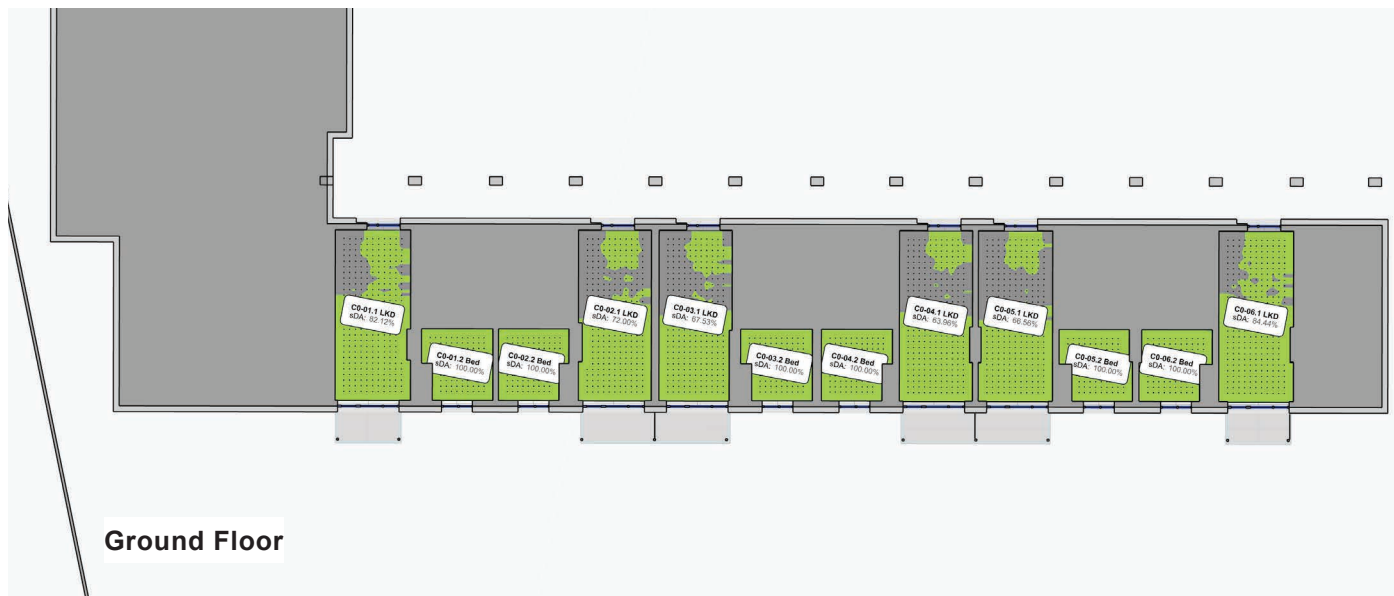 C0-01.1 LKD
sDA: 82.12%
C0-01.2 Bed
sDA: 100.00%
C0-02.2 Bed
sDA: 100.00%
C0-02.1 LKD
sDA: 72.00%
C0-03.1 LKD
sDA: 67.53%
C0-03.2 Bed
sDA: 100.00%
C0-04.2 Bed
sDA: 100.00%
C0-04.1 LKD
sDA: 63.96%
C0-05.1 LKD
sDA: 66.56%
C0-05.2 Bed
sDA: 100.00%
C0-06.2 Bed
sDA: 100.00%
C0-06.1 LKD
sDA: 84.44%
Ground Floor